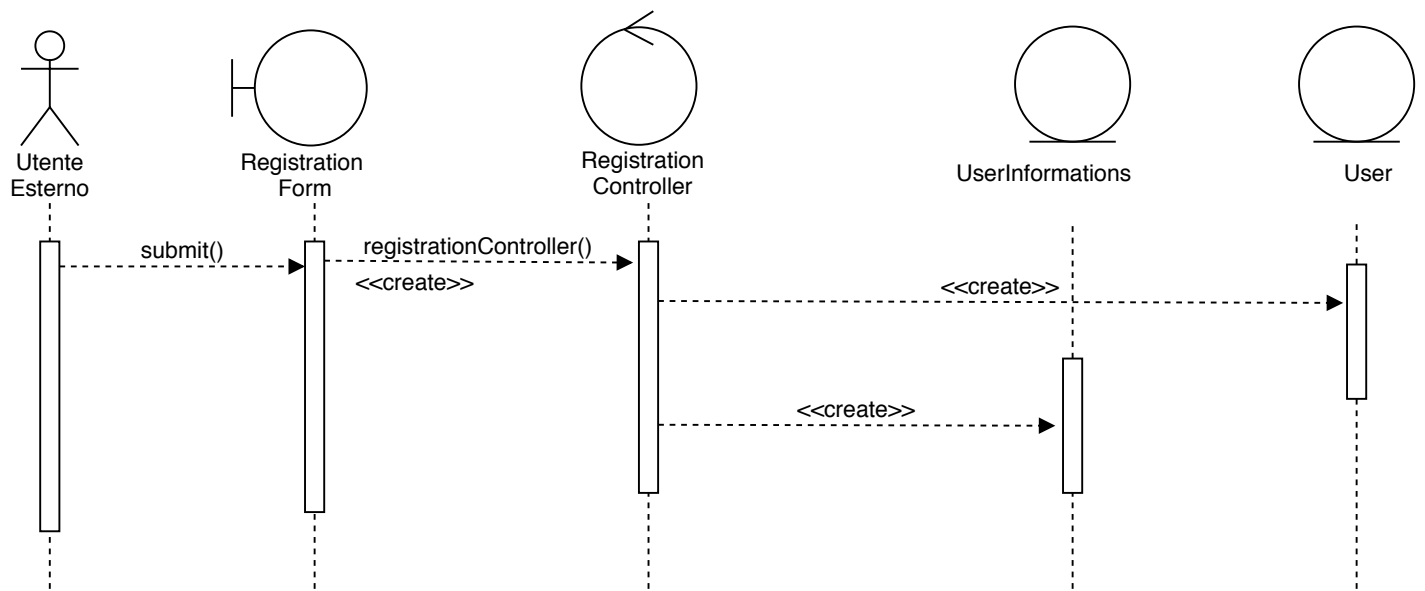 Utente
Esterno
Registration
Form
Registration
Controller
UserInformations
User
submit()
registrationController()
<<create>>
<<create>>
<<create>>